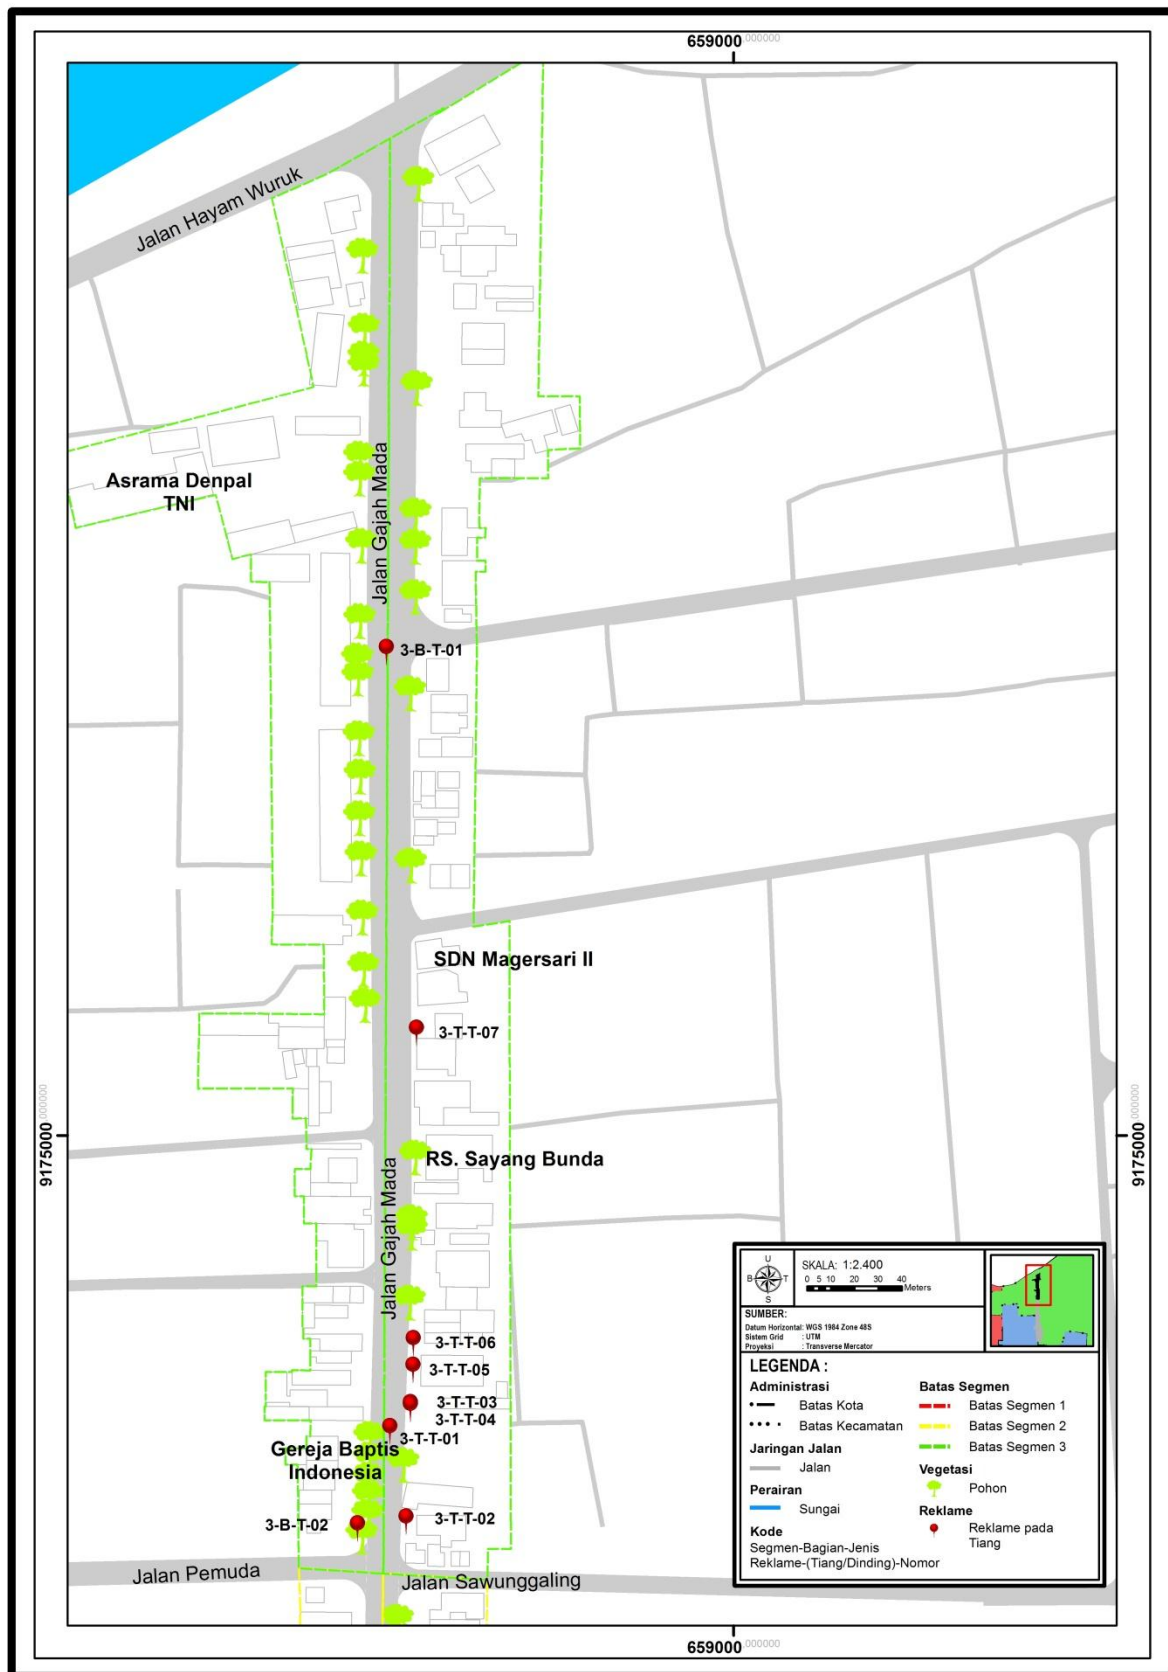 659000,000000
Jalan Hayam Wuruk
Asrama Denpal
TNI
Jalan Gajah Mada
3-B-T-01
SDN Magersari II
3-T-T-07
9175000,000000
9175000,000000
RS. Sayang Bunda
Jalan Gajah Mada
3-T-T-06
3-T-T-05
3-T-T-03
3-T-T-04
3-T-T-01
Gereja Baptis
Indonesia
3-B-T-02
3-T-T-02
Jalan Pemuda
Jalan Sawunggaling
659000,000000
U
B T
S
SKALA: 1:2.400
0 5 10 20 30 40
Meters
SUMBER:
Datum Horizontal: WGS 1984 Zone 48S
Sistem Grid : UTM
Proyeksi : Transverse Mercator
LEGENDA :
Administrasi
Batas Kota
Batas Kecamatan
Jaringan Jalan
Jalan
Perairan
Sungai
Kode
Segmen-Bagian-Jenis
Reklame-(Tiang/Dinding)-Nomor
Batas Segmen
Batas Segmen 1
Batas Segmen 2
Batas Segmen 3
Vegetasi
Pohon
Reklame
Reklame pada
Tiang